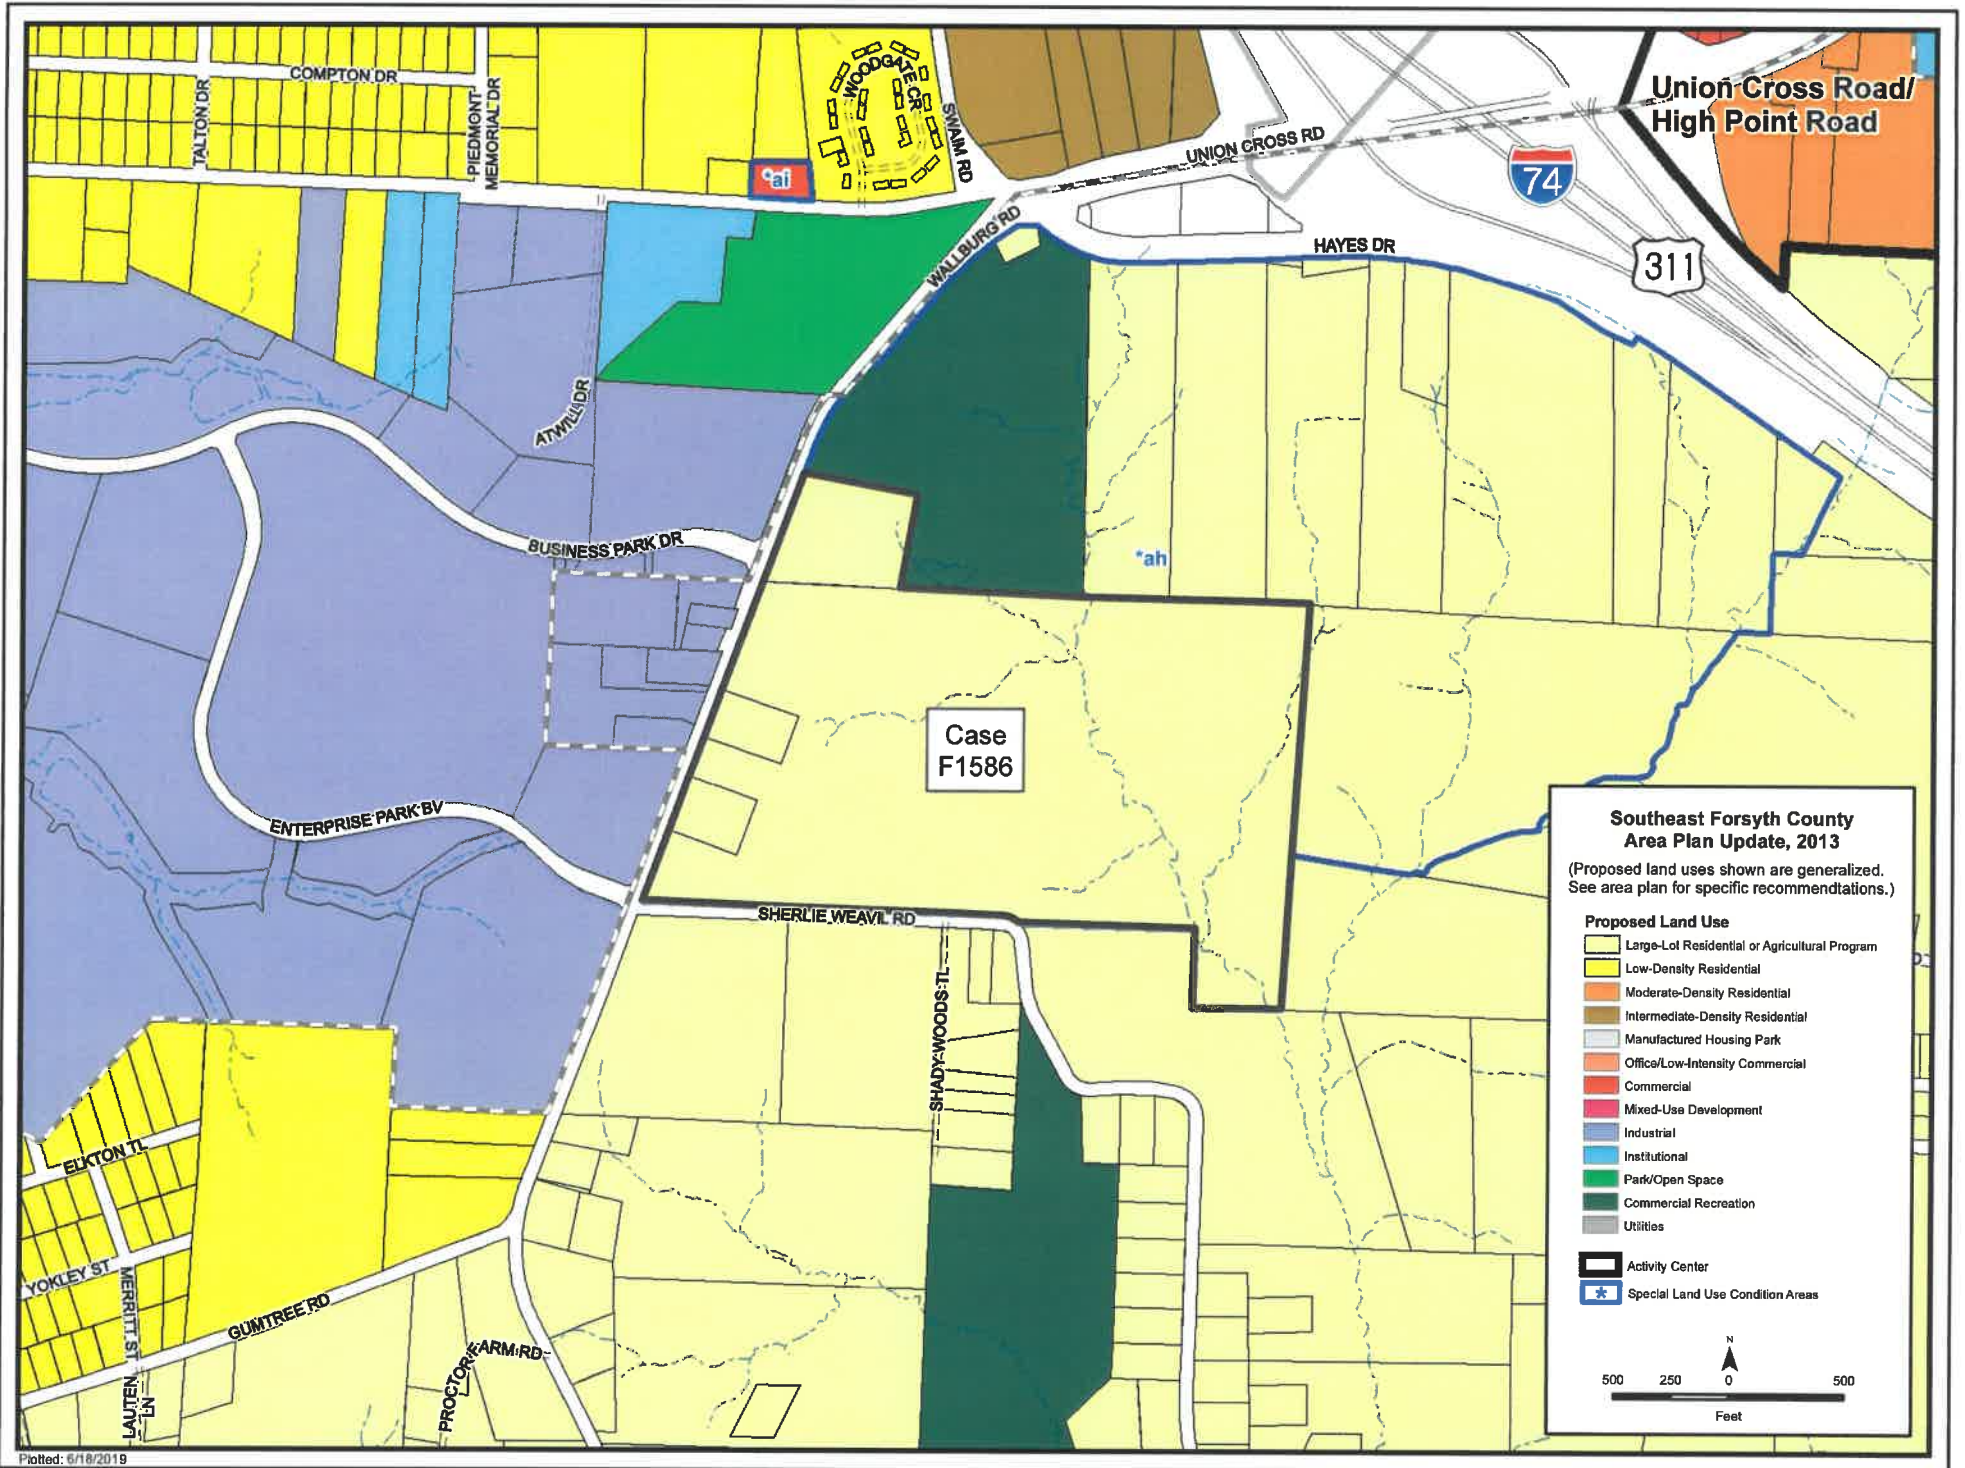 COMPTON DR
TALTON DR
PIEDMONT
MEMORIAL DR
WOODGATE CR
SWAIM RD
*ai
UNION CROSS RD
Union Cross Road/
High Point Road
74
311
WALLBURG RD
HAYES DR
ATWILL DR
BUSINESS PARK DR
*ah
Case
F1586
ENTERPRISE PARK BV
SHERLIE WEAVIL RD
SHADY WOODS TL
ELKTON TL
YOKLEY ST
MERRITT ST
GUMTREE RD
LAUTEN
LN
PROCTOR FARM RD
Southeast Forsyth County
Area Plan Update, 2013
(Proposed land uses shown are generalized.
See area plan for specific recommendtations.)
Proposed Land Use
Large-Lot Residential or Agricultural Program
Low-Density Residential
Moderate-Density Residential
Intermediate-Density Residential
Manufactured Housing Park
Office/Low-Intensity Commercial
Commercial
Mixed-Use Development
Industrial
Institutional
Park/Open Space
Commercial Recreation
Utilities
Activity Center
* Special Land Use Condition Areas
N
500 250 0 500
Feet
Plotted: 6/18/2019